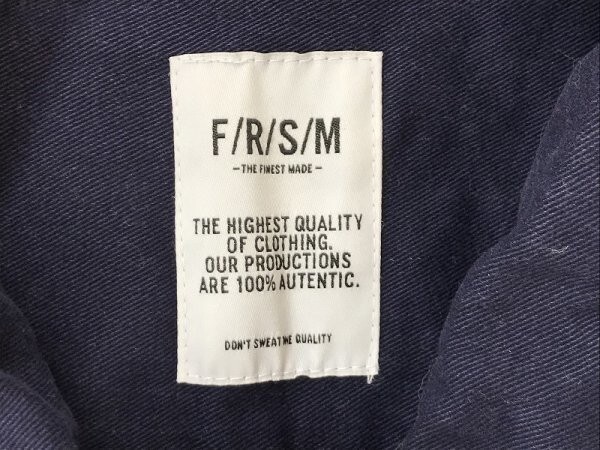 F/R/S/M
- THE FINEST MADE -
THE HIGHEST QUALITY
OF CLOTHING.
OUR PRODUCTIONS
ARE 100% AUTENTIC.
DON'T SWEAT THE QUALITY